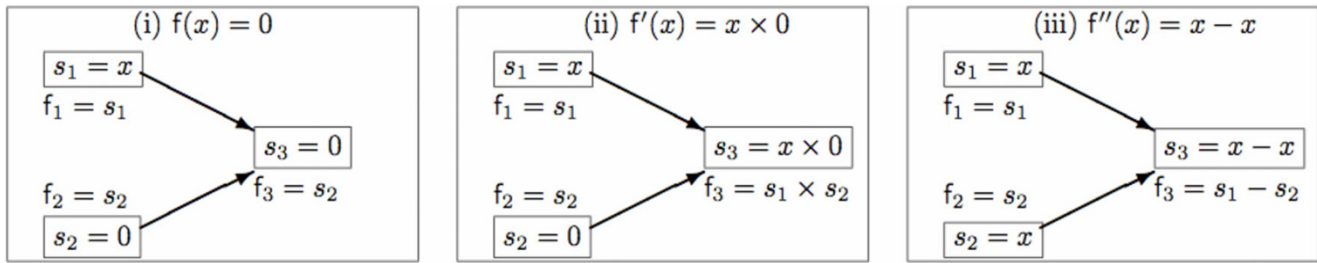 (i) f(x) = 0
s₁ = x
f₁ = s₁
s₃ = 0
f₃ = s₂
f₂ = s₂
s₂ = 0
(ii) f′(x) = x × 0
s₁ = x
f₁ = s₁
s₃ = x × 0
f₃ = s₁ × s₂
f₂ = s₂
s₂ = 0
(iii) f″(x) = x − x
s₁ = x
f₁ = s₁
s₃ = x − x
f₃ = s₁ − s₂
f₂ = s₂
s₂ = x